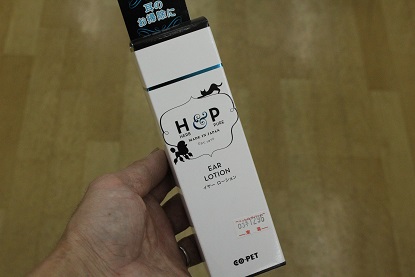 耳の
お掃除に
H&P
HERB PURE
MADE IN JAPAN
EAR
LOTION
イヤーローション
CO·PET